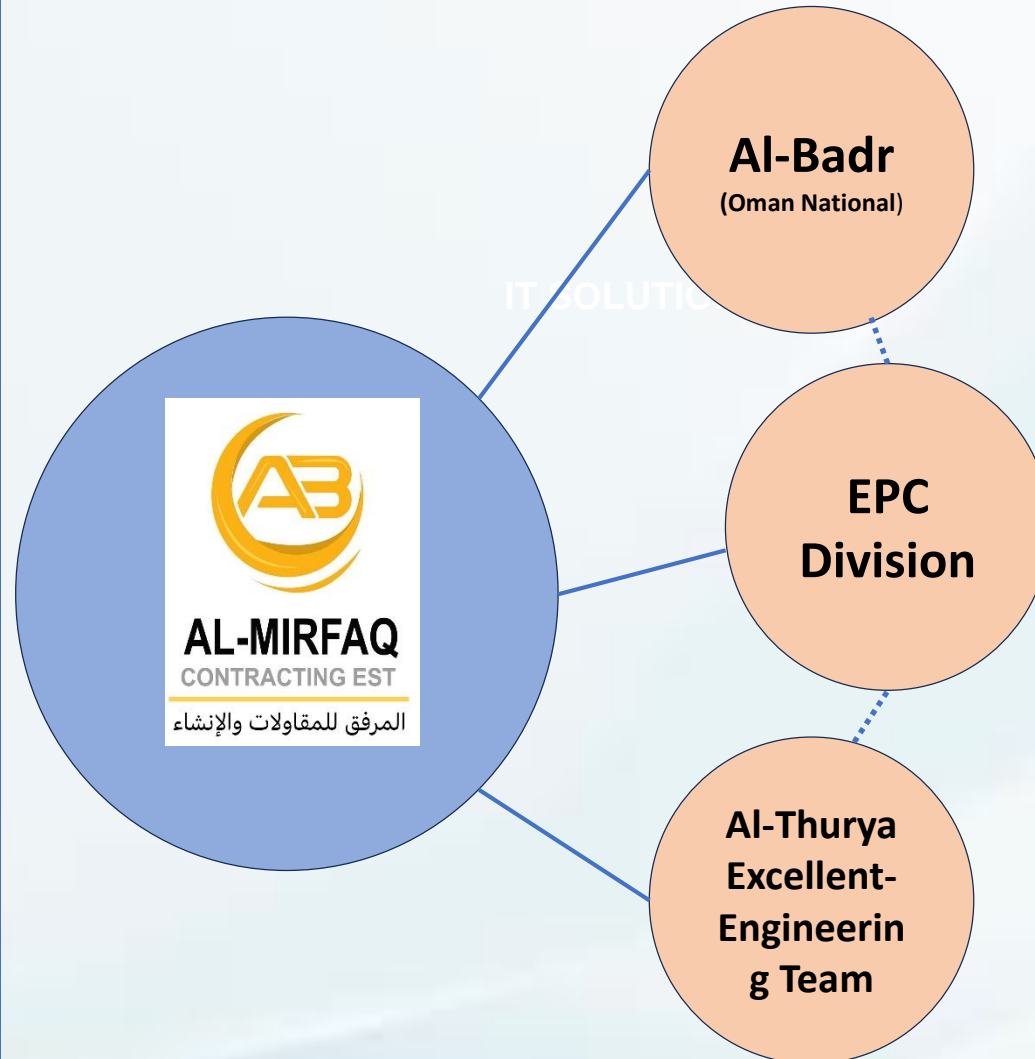 Al-Badr
(Oman National)
IT SOLUTIO
AB
AL-MIRFAQ
CONTRACTING EST
المرفق للمقاولات والإنشاء
EPC
Division
Al-Thurya
Excellent-
Engineerin
g Team